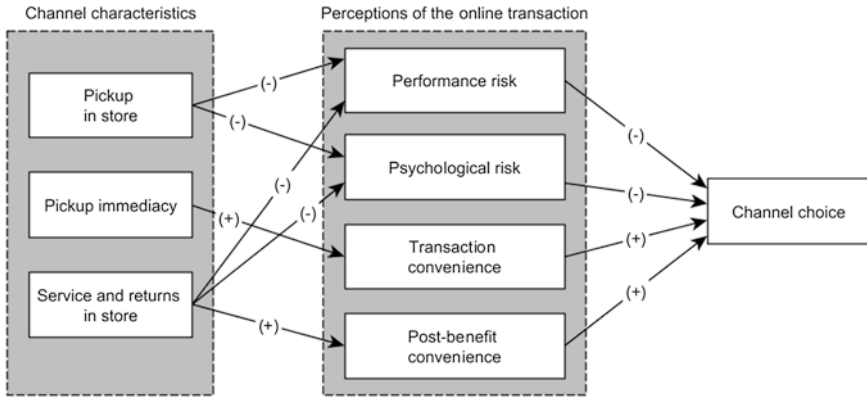 Channel characteristics
Perceptions of the online transaction
Pickup
in store
Pickup immediacy
Service and returns
in store
(-)
(-)
(-)
(-)
(+)
(+)
Performance risk
Psychological risk
Transaction
convenience
Post-benefit
convenience
(-)
(-)
(+)
(+)
Channel choice